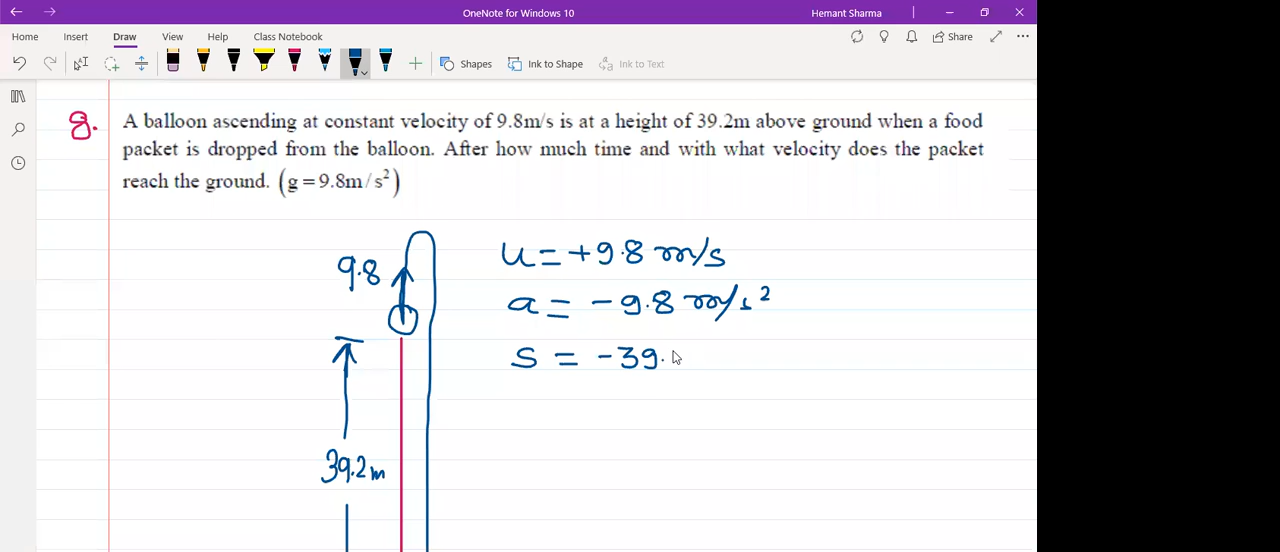 OneNote for Windows 10
Hemant Sharma
Home Insert Draw View Help Class Notebook
Share
Shapes Ink to Shape Ink to Text
8. A balloon ascending at constant velocity of 9.8m/s is at a height of 39.2m above ground when a food
packet is dropped from the balloon. After how much time and with what velocity does the packet
reach the ground. (g = 9.8m/s²)
9.8
u = +9.8 m/s
a = -9.8 m/s²
s = -39.
39.2m